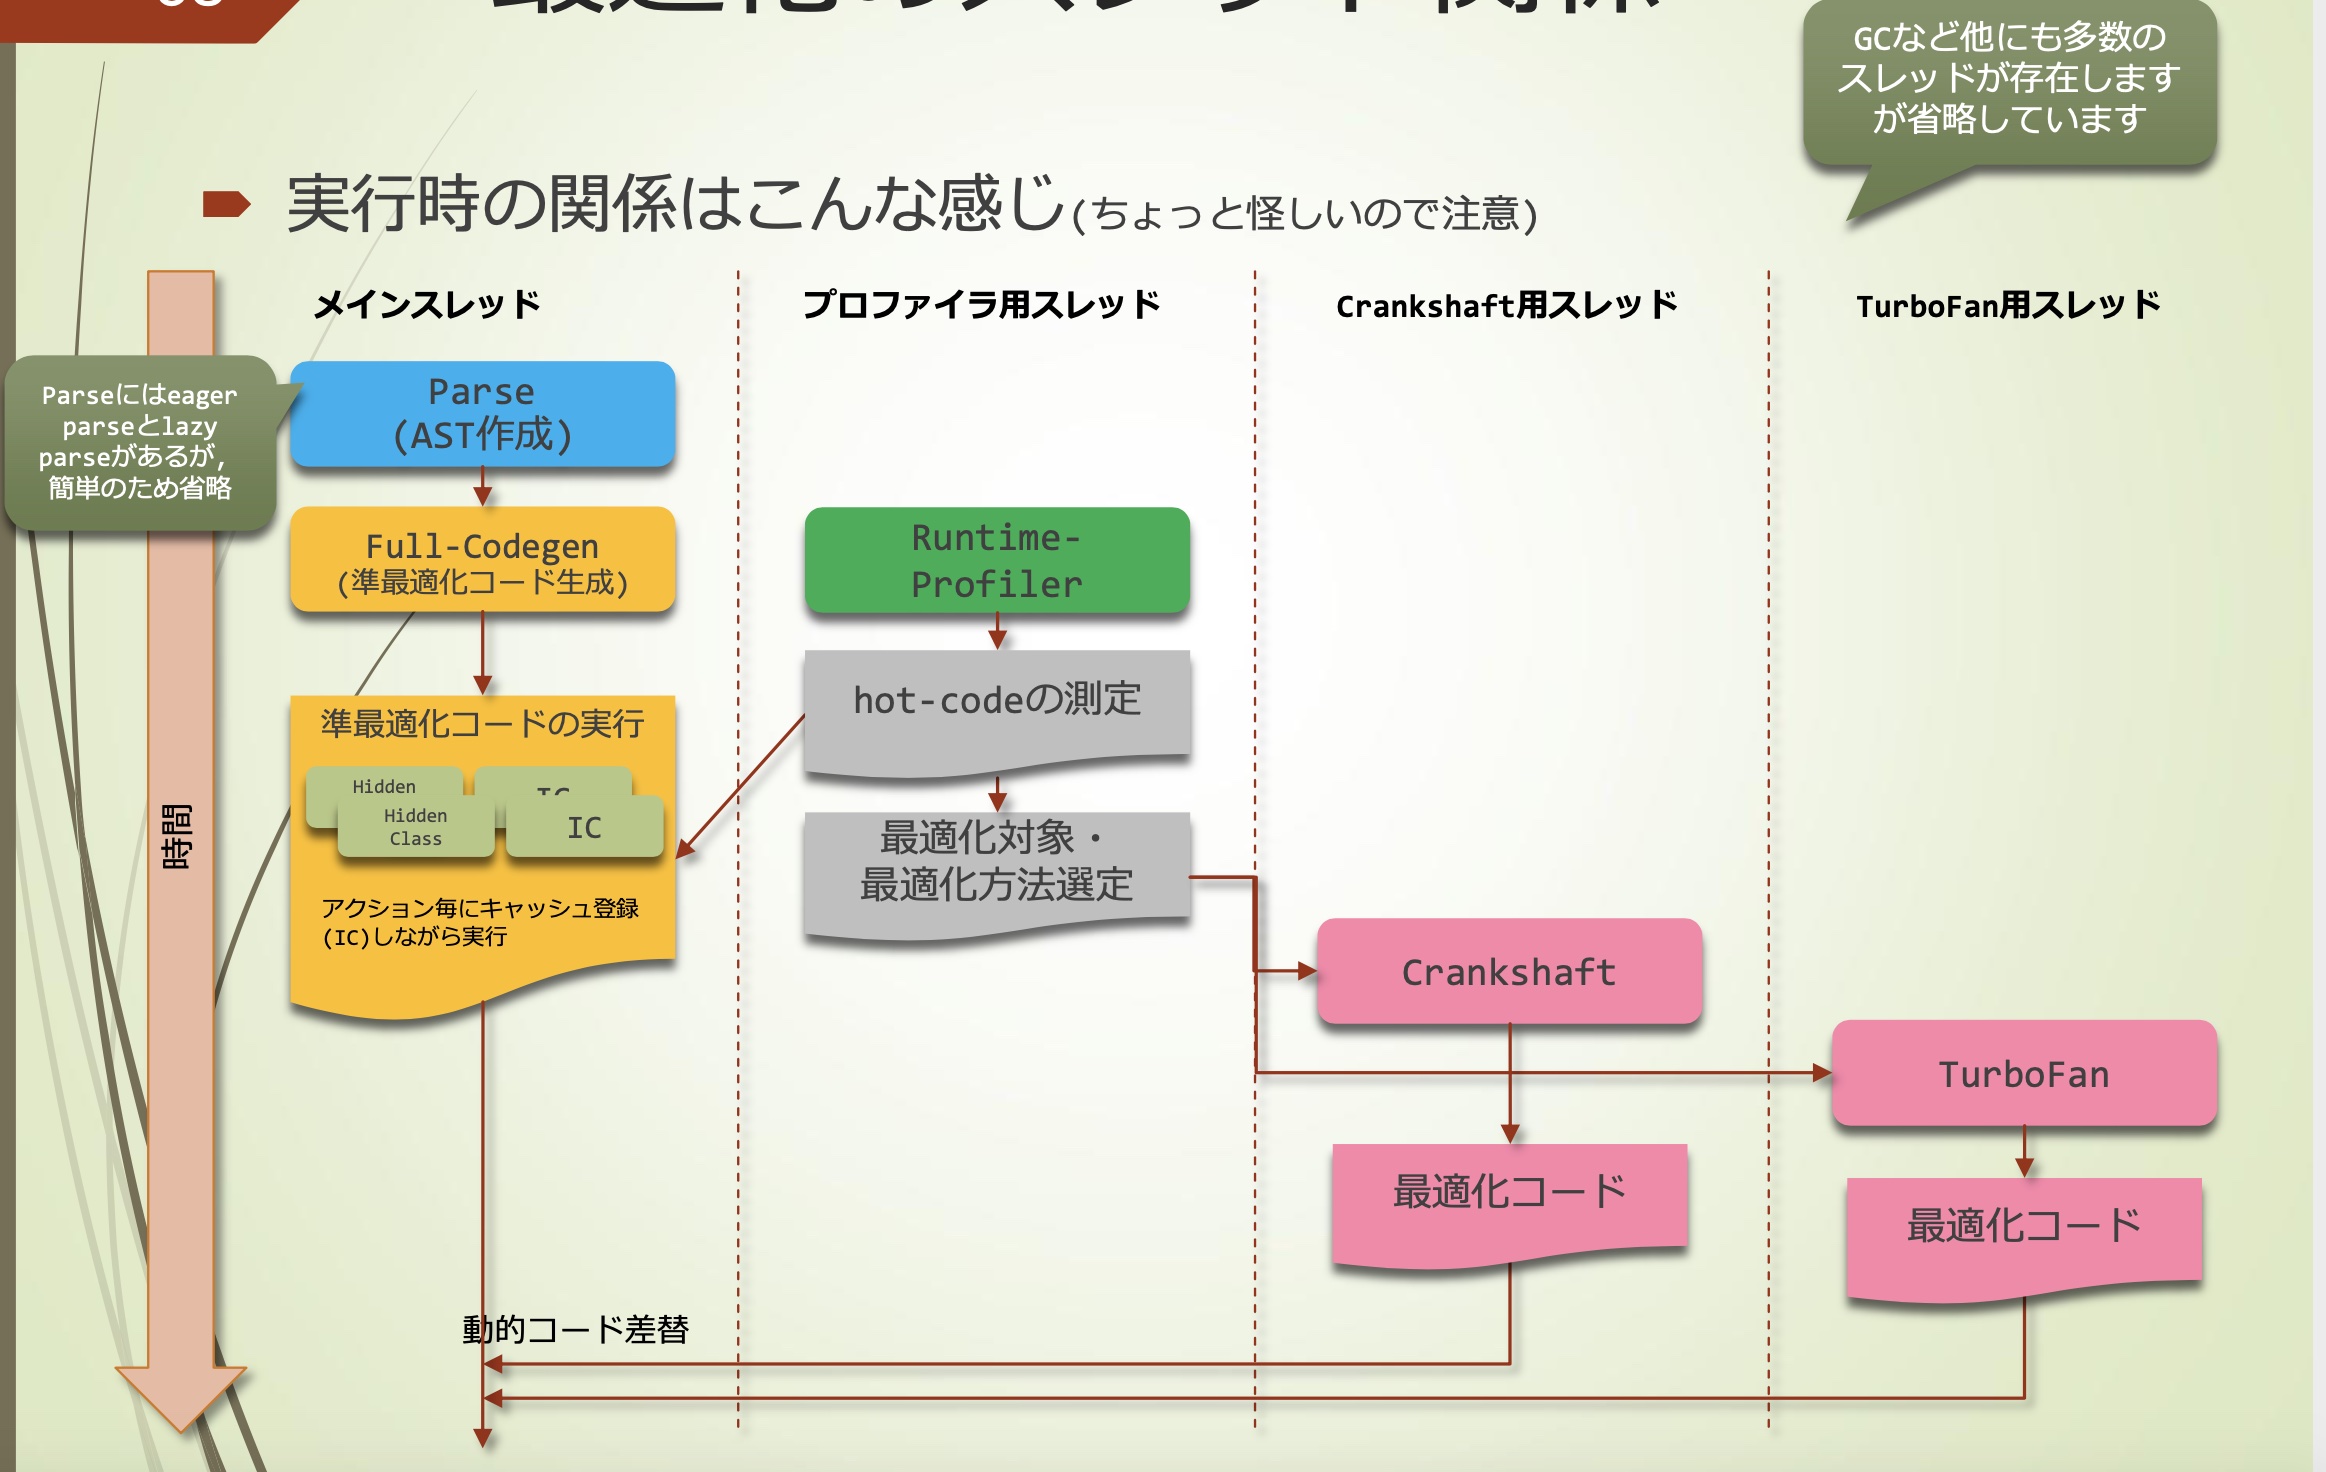 最適化のスレッド関係
GCなど他にも多数の
スレッドが存在します
が省略しています
実行時の関係はこんな感じ(ちょっと怪しいので注意)
メインスレッド
プロファイラ用スレッド
Crankshaft用スレッド
TurboFan用スレッド
Parseにはeager
parseとlazy
parseがあるが,
簡単のため省略
Parse
(AST作成)
Full-Codegen
(準最適化コード生成)
Runtime-
Profiler
hot-codeの測定
準最適化コードの実行
Hidden
IC
Hidden
Class
IC
アクション毎にキャッシュ登録
(IC)しながら実行
時間
最適化対象・
最適化方法選定
Crankshaft
TurboFan
最適化コード
最適化コード
動的コード差替